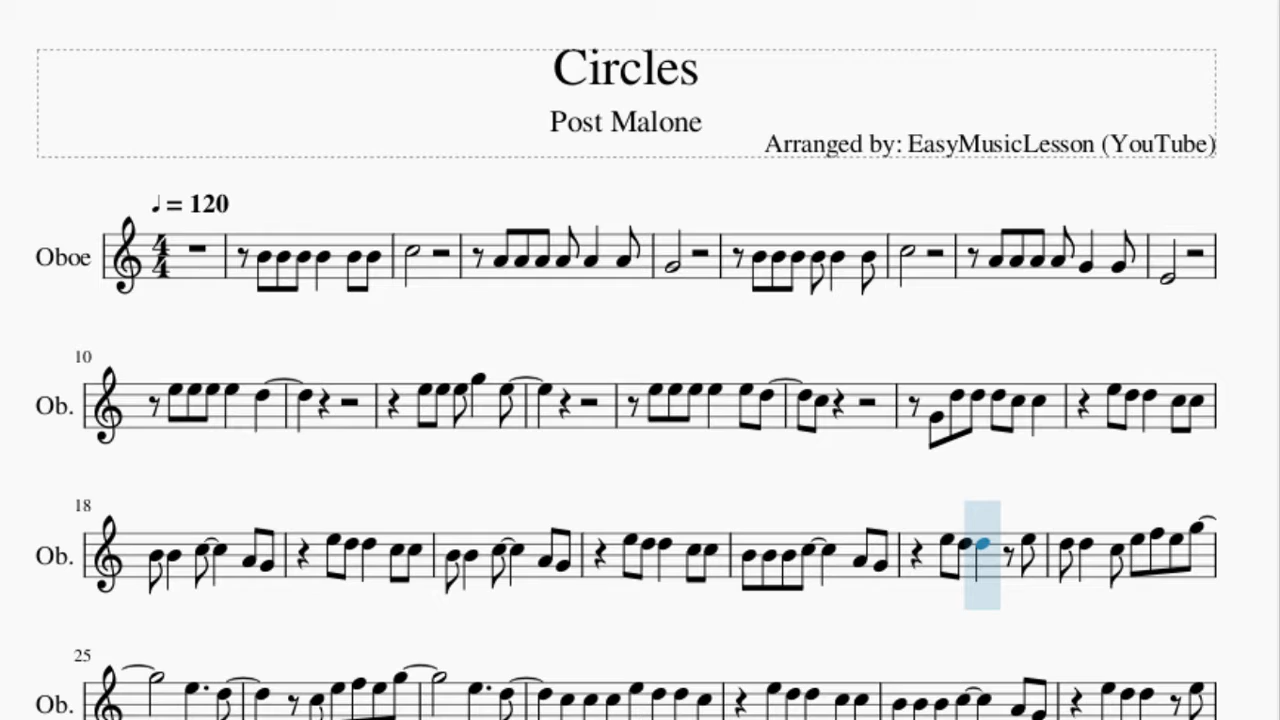 Circles
Post Malone
Arranged by: EasyMusicLesson (YouTube)
♩ = 120
Oboe
4
4
10
Ob.
18
Ob.
25
Ob.